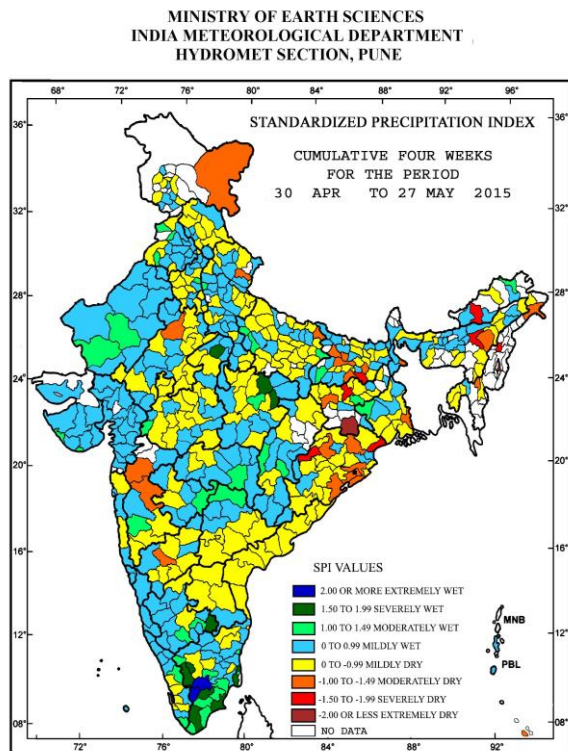 MINISTRY OF EARTH SCIENCES
INDIA METEOROLOGICAL DEPARTMENT
HYDROMET SECTION, PUNE
68° 72° 76° 80° 84° 88° 92° 96°
36°
STANDARDIZED PRECIPITATION INDEX
CUMULATIVE FOUR WEEKS
FOR THE PERIOD
30 APR TO 27 MAY 2015
32°
28°
24°
20°
16°
12°
08°
36°
32°
28°
24°
20°
16°
12°
08°
SPI VALUES
2.00 OR MORE EXTREMELY WET
1.50 TO 1.99 SEVERELY WET
1.00 TO 1.49 MODERATELY WET
0 TO 0.99 MILDLY WET
0 TO -0.99 MILDLY DRY
-1.00 TO -1.49 MODERATELY DRY
-1.50 TO -1.99 SEVERELY DRY
-2.00 OR LESS EXTREMELY DRY
NO DATA
MNB
PBL
72° 76° 80° 84° 92°